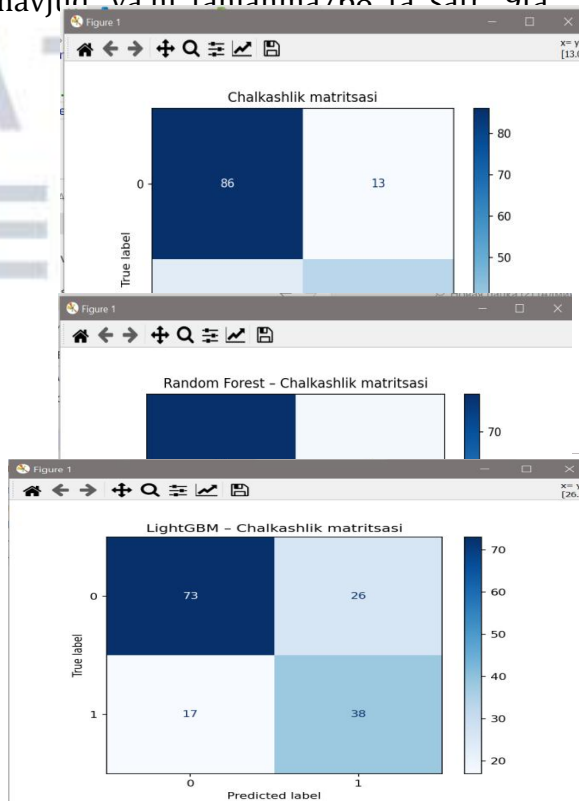 Figure 1
x= y
Chalkashlik matritsasi
80
0
86
13
70
60
True label
50
Figure 1
Random Forest – Chalkashlik matritsasi
70
Figure 1
x= y
[26.
LightGBM – Chalkashlik matritsasi
70
0
73
26
60
50
True label
40
1
17
38
30
20
0
1
Predicted label